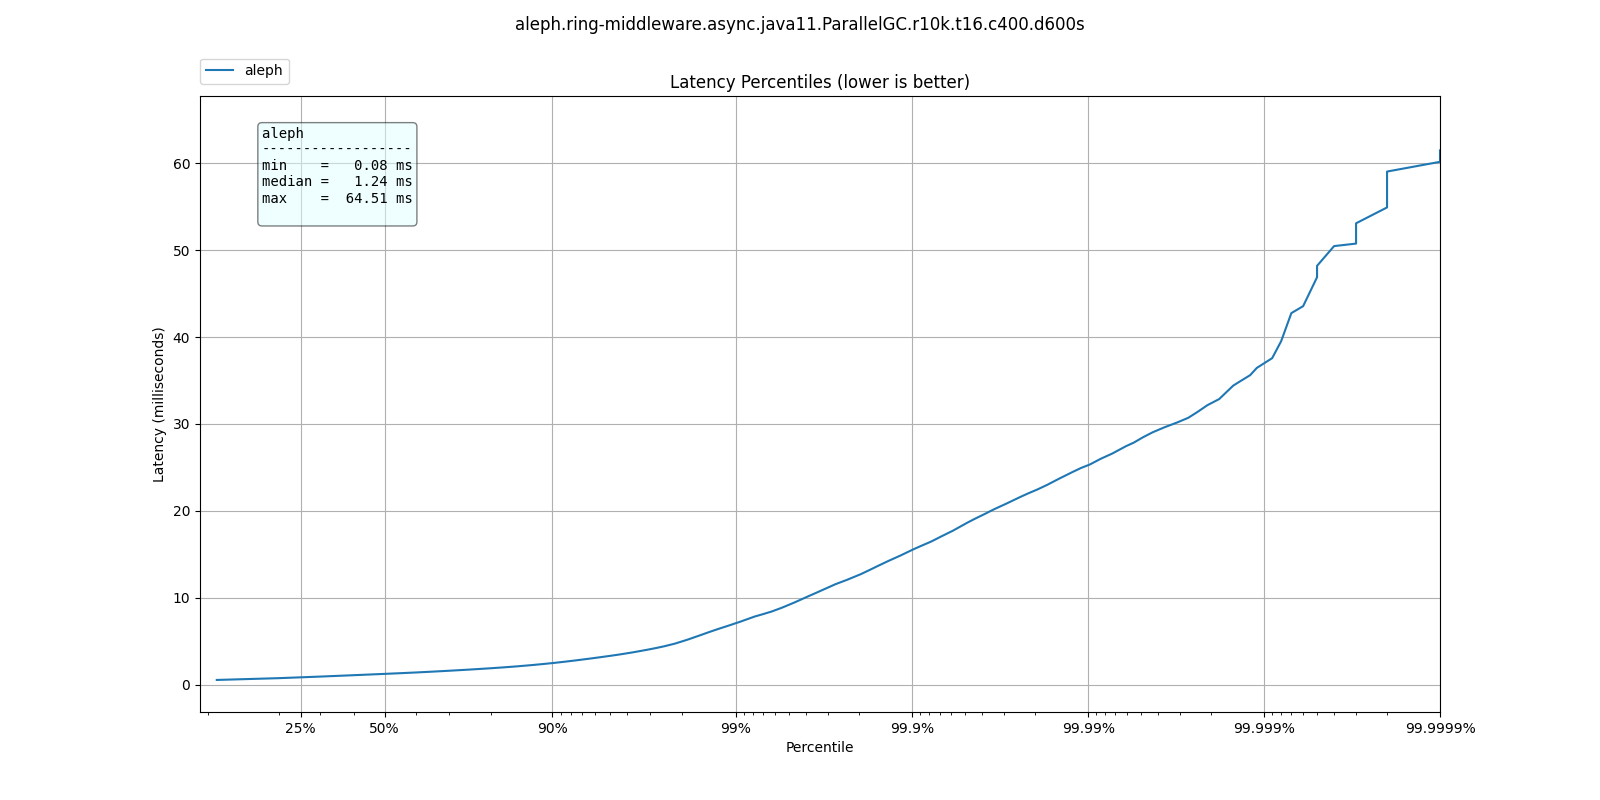 aleph.ring-middleware.async.java11.ParallelGC.r10k.t16.c400.d600s
aleph
Latency Percentiles (lower is better)
aleph
------------------
min    =   0.08 ms
median =   1.24 ms
max    =  64.51 ms
60
50
40
30
20
10
0
Latency (milliseconds)
25% 50% 90% 99% 99.9% 99.99% 99.999% 99.9999%
Percentile